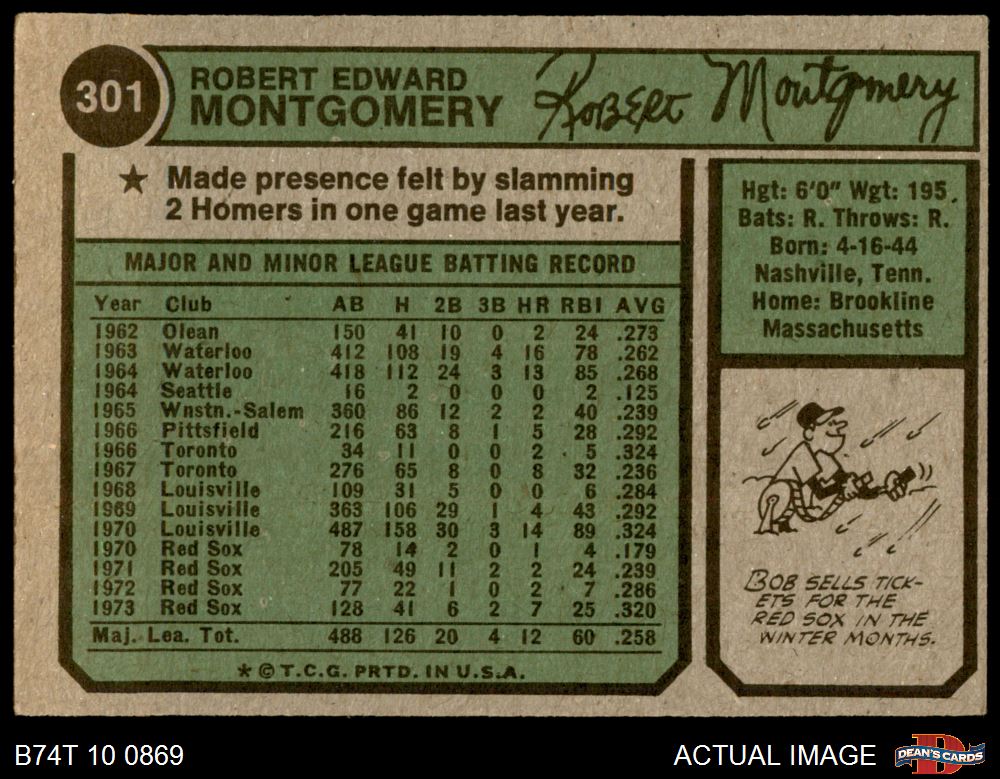 301
ROBERT EDWARD
MONTGOMERY
Robert Montgomery
★ Made presence felt by slamming
2 Homers in one game last year.
MAJOR AND MINOR LEAGUE BATTING RECORD
Year Club AB H 2B 3B HR RBI AVG
1962 Olean 150 41 10 0 2 24 .273
1963 Waterloo 412 108 19 4 16 78 .262
1964 Waterloo 418 112 24 3 13 85 .268
1964 Seattle 16 2 0 0 0 2 .125
1965 Wnstn.-Salem 360 86 12 2 2 40 .239
1966 Pittsfield 216 63 8 1 5 28 .292
1966 Toronto 34 11 0 0 2 5 .324
1967 Toronto 276 65 8 0 8 32 .236
1968 Louisville 109 31 5 0 0 6 .284
1969 Louisville 363 106 29 1 4 43 .292
1970 Louisville 487 158 30 3 14 89 .324
1970 Red Sox 78 14 2 0 1 4 .179
1971 Red Sox 205 49 11 2 2 24 .239
1972 Red Sox 77 22 1 0 2 7 .286
1973 Red Sox 128 41 6 2 7 25 .320
Maj. Lea. Tot. 488 126 20 4 12 60 .258
* © T.C.G. PRTD. IN U.S.A.
Hgt: 6'0" Wgt: 195.
Bats: R. Throws: R.
Born: 4-16-44
Nashville, Tenn.
Home: Brookline
Massachusetts
BOB SELLS TICK-
ETS FOR THE
RED SOX IN THE
WINTER MONTHS.
B74T 10 0869
ACTUAL IMAGE
DEAN'S CARDS